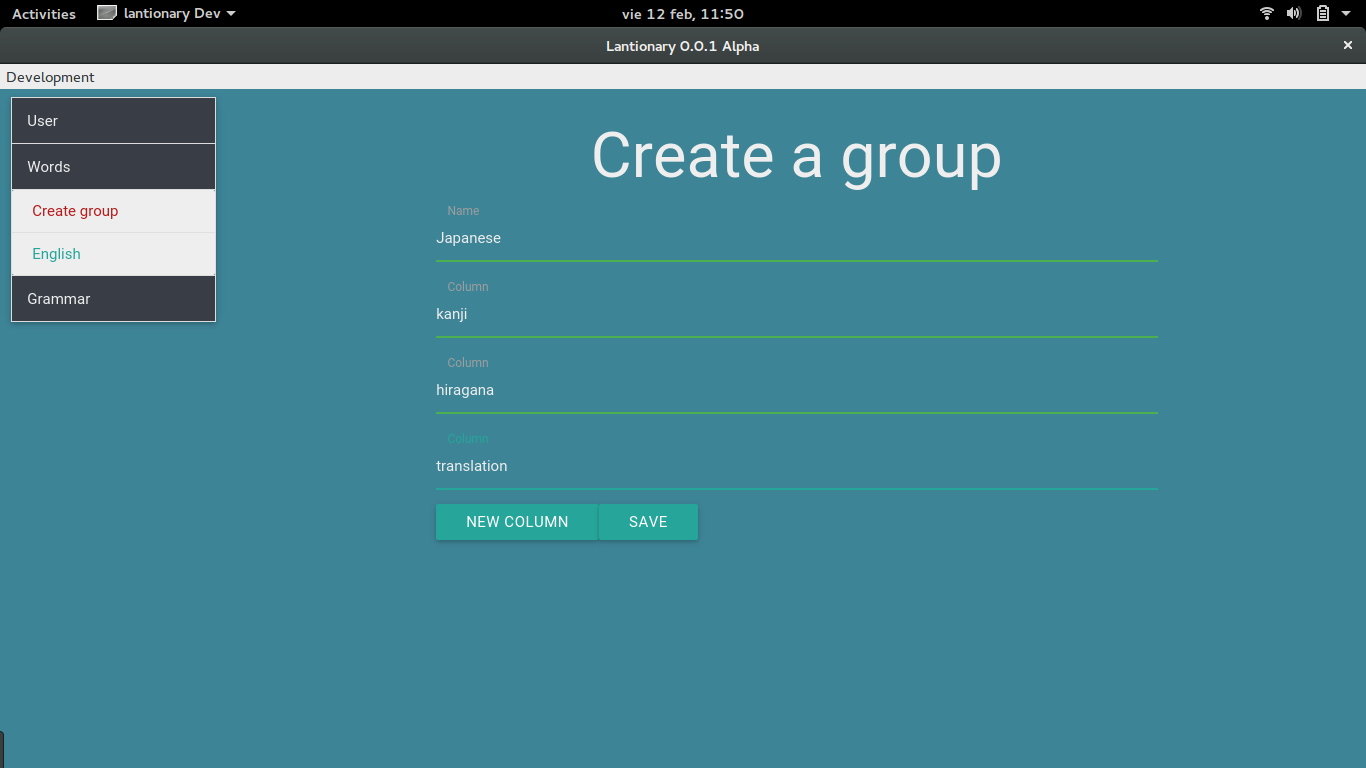 Activities lantionary Dev vie 12 feb, 11:50
Lantionary 0.0.1 Alpha
Development
User
Words
Create group
English
Grammar
Create a group
Name
Japanese
Column
kanji
Column
hiragana
Column
translation
NEW COLUMN SAVE